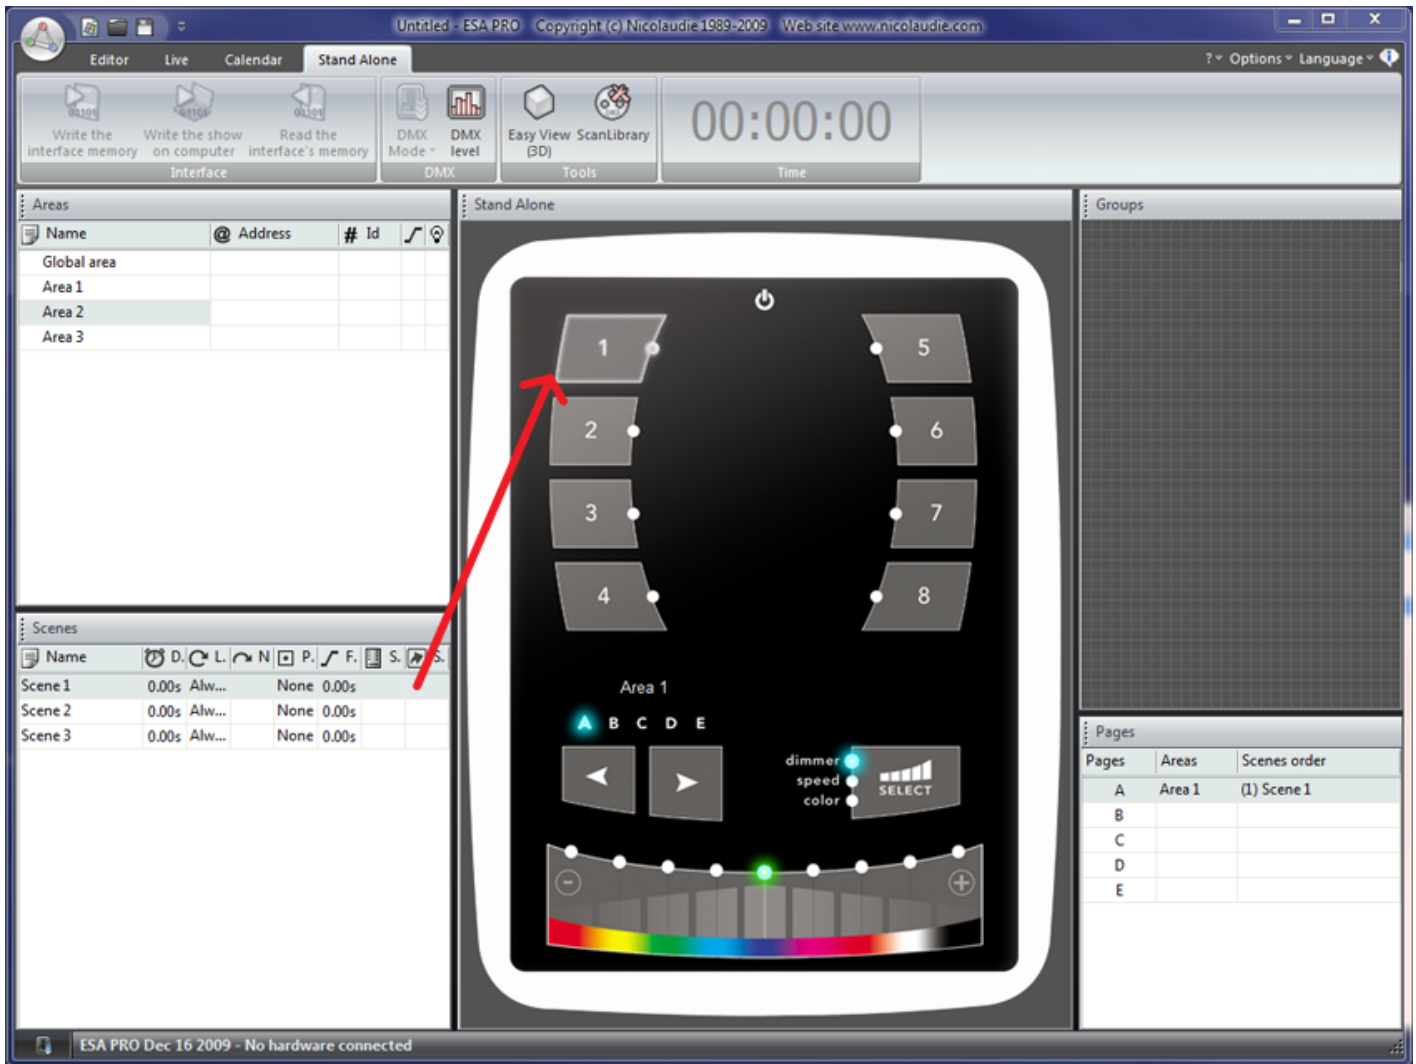 Untitled - ESA PRO Copyright (c) Nicolaudie 1989-2009 Web site www.nicolaudie.com
Editor Live Calendar Stand Alone
? Options Language
Write the interface memory
Write the show on computer
Read the interface's memory
Interface
DMX Mode
DMX level
DMX
Easy View (3D)
ScanLibrary
Tools
00:00:00
Time
Areas
Name @ Address # Id
Global area
Area 1
Area 2
Area 3
Scenes
Name D. L. N P. F. S. S.
Scene 1 0.00s Alw... None 0.00s
Scene 2 0.00s Alw... None 0.00s
Scene 3 0.00s Alw... None 0.00s
Stand Alone
1 5
2 6
3 7
4 8
Area 1
A B C D E
dimmer
speed
color
SELECT
Groups
Pages
Pages Areas Scenes order
A Area 1 (1) Scene 1
B
C
D
E
ESA PRO Dec 16 2009 - No hardware connected